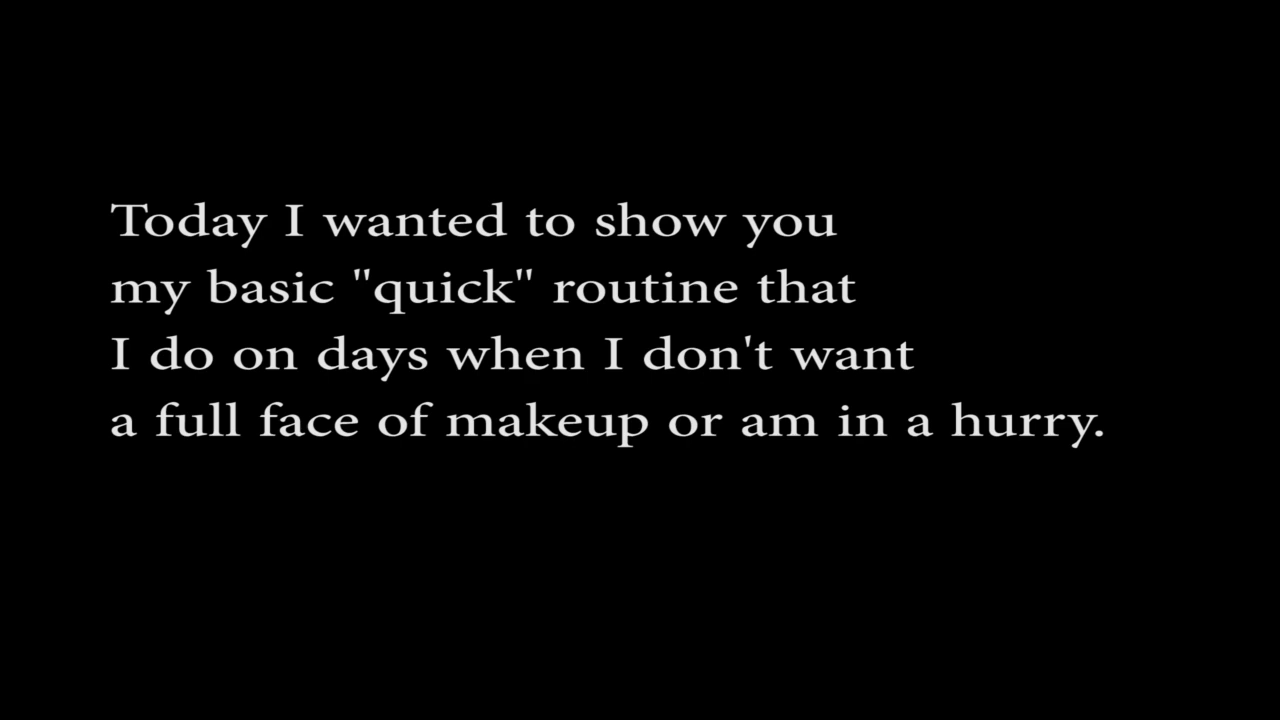 Today I wanted to show you
my basic "quick" routine that
I do on days when I don't want
a full face of makeup or am in a hurry.